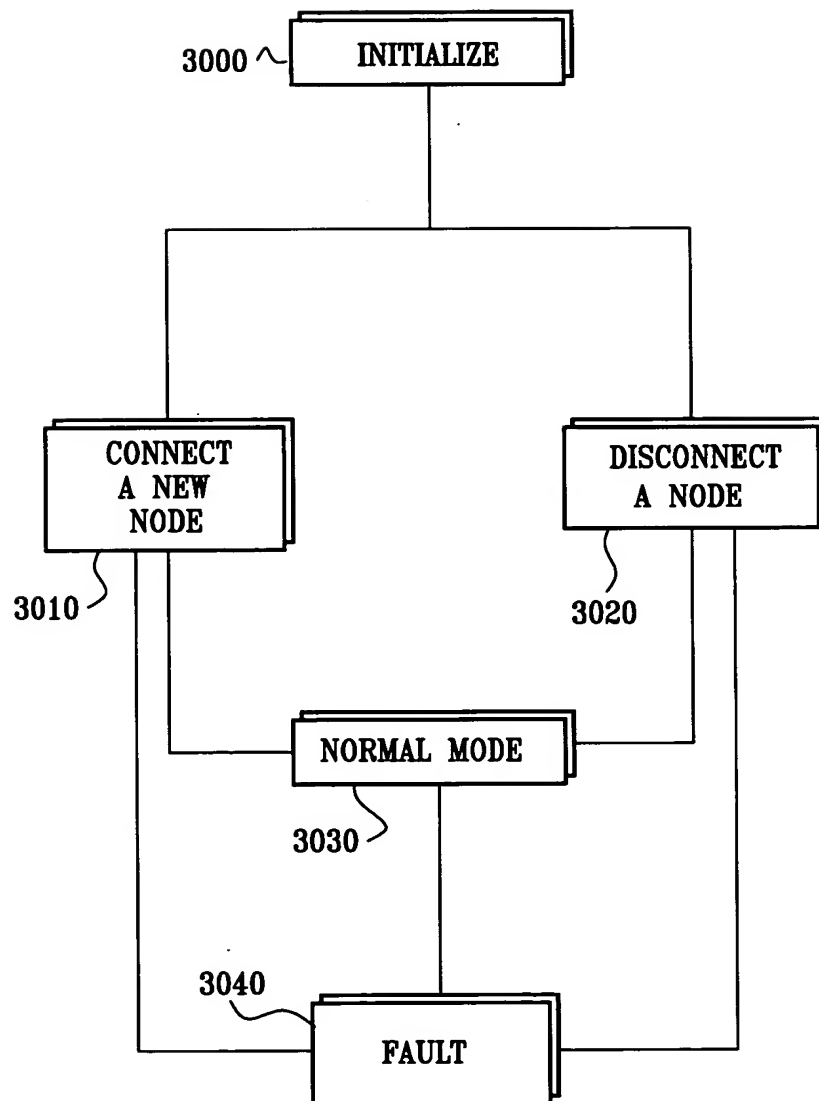 3000
INITIALIZE
CONNECT
A NEW
NODE
3010
DISCONNECT
A NODE
3020
NORMAL MODE
3030
3040
FAULT